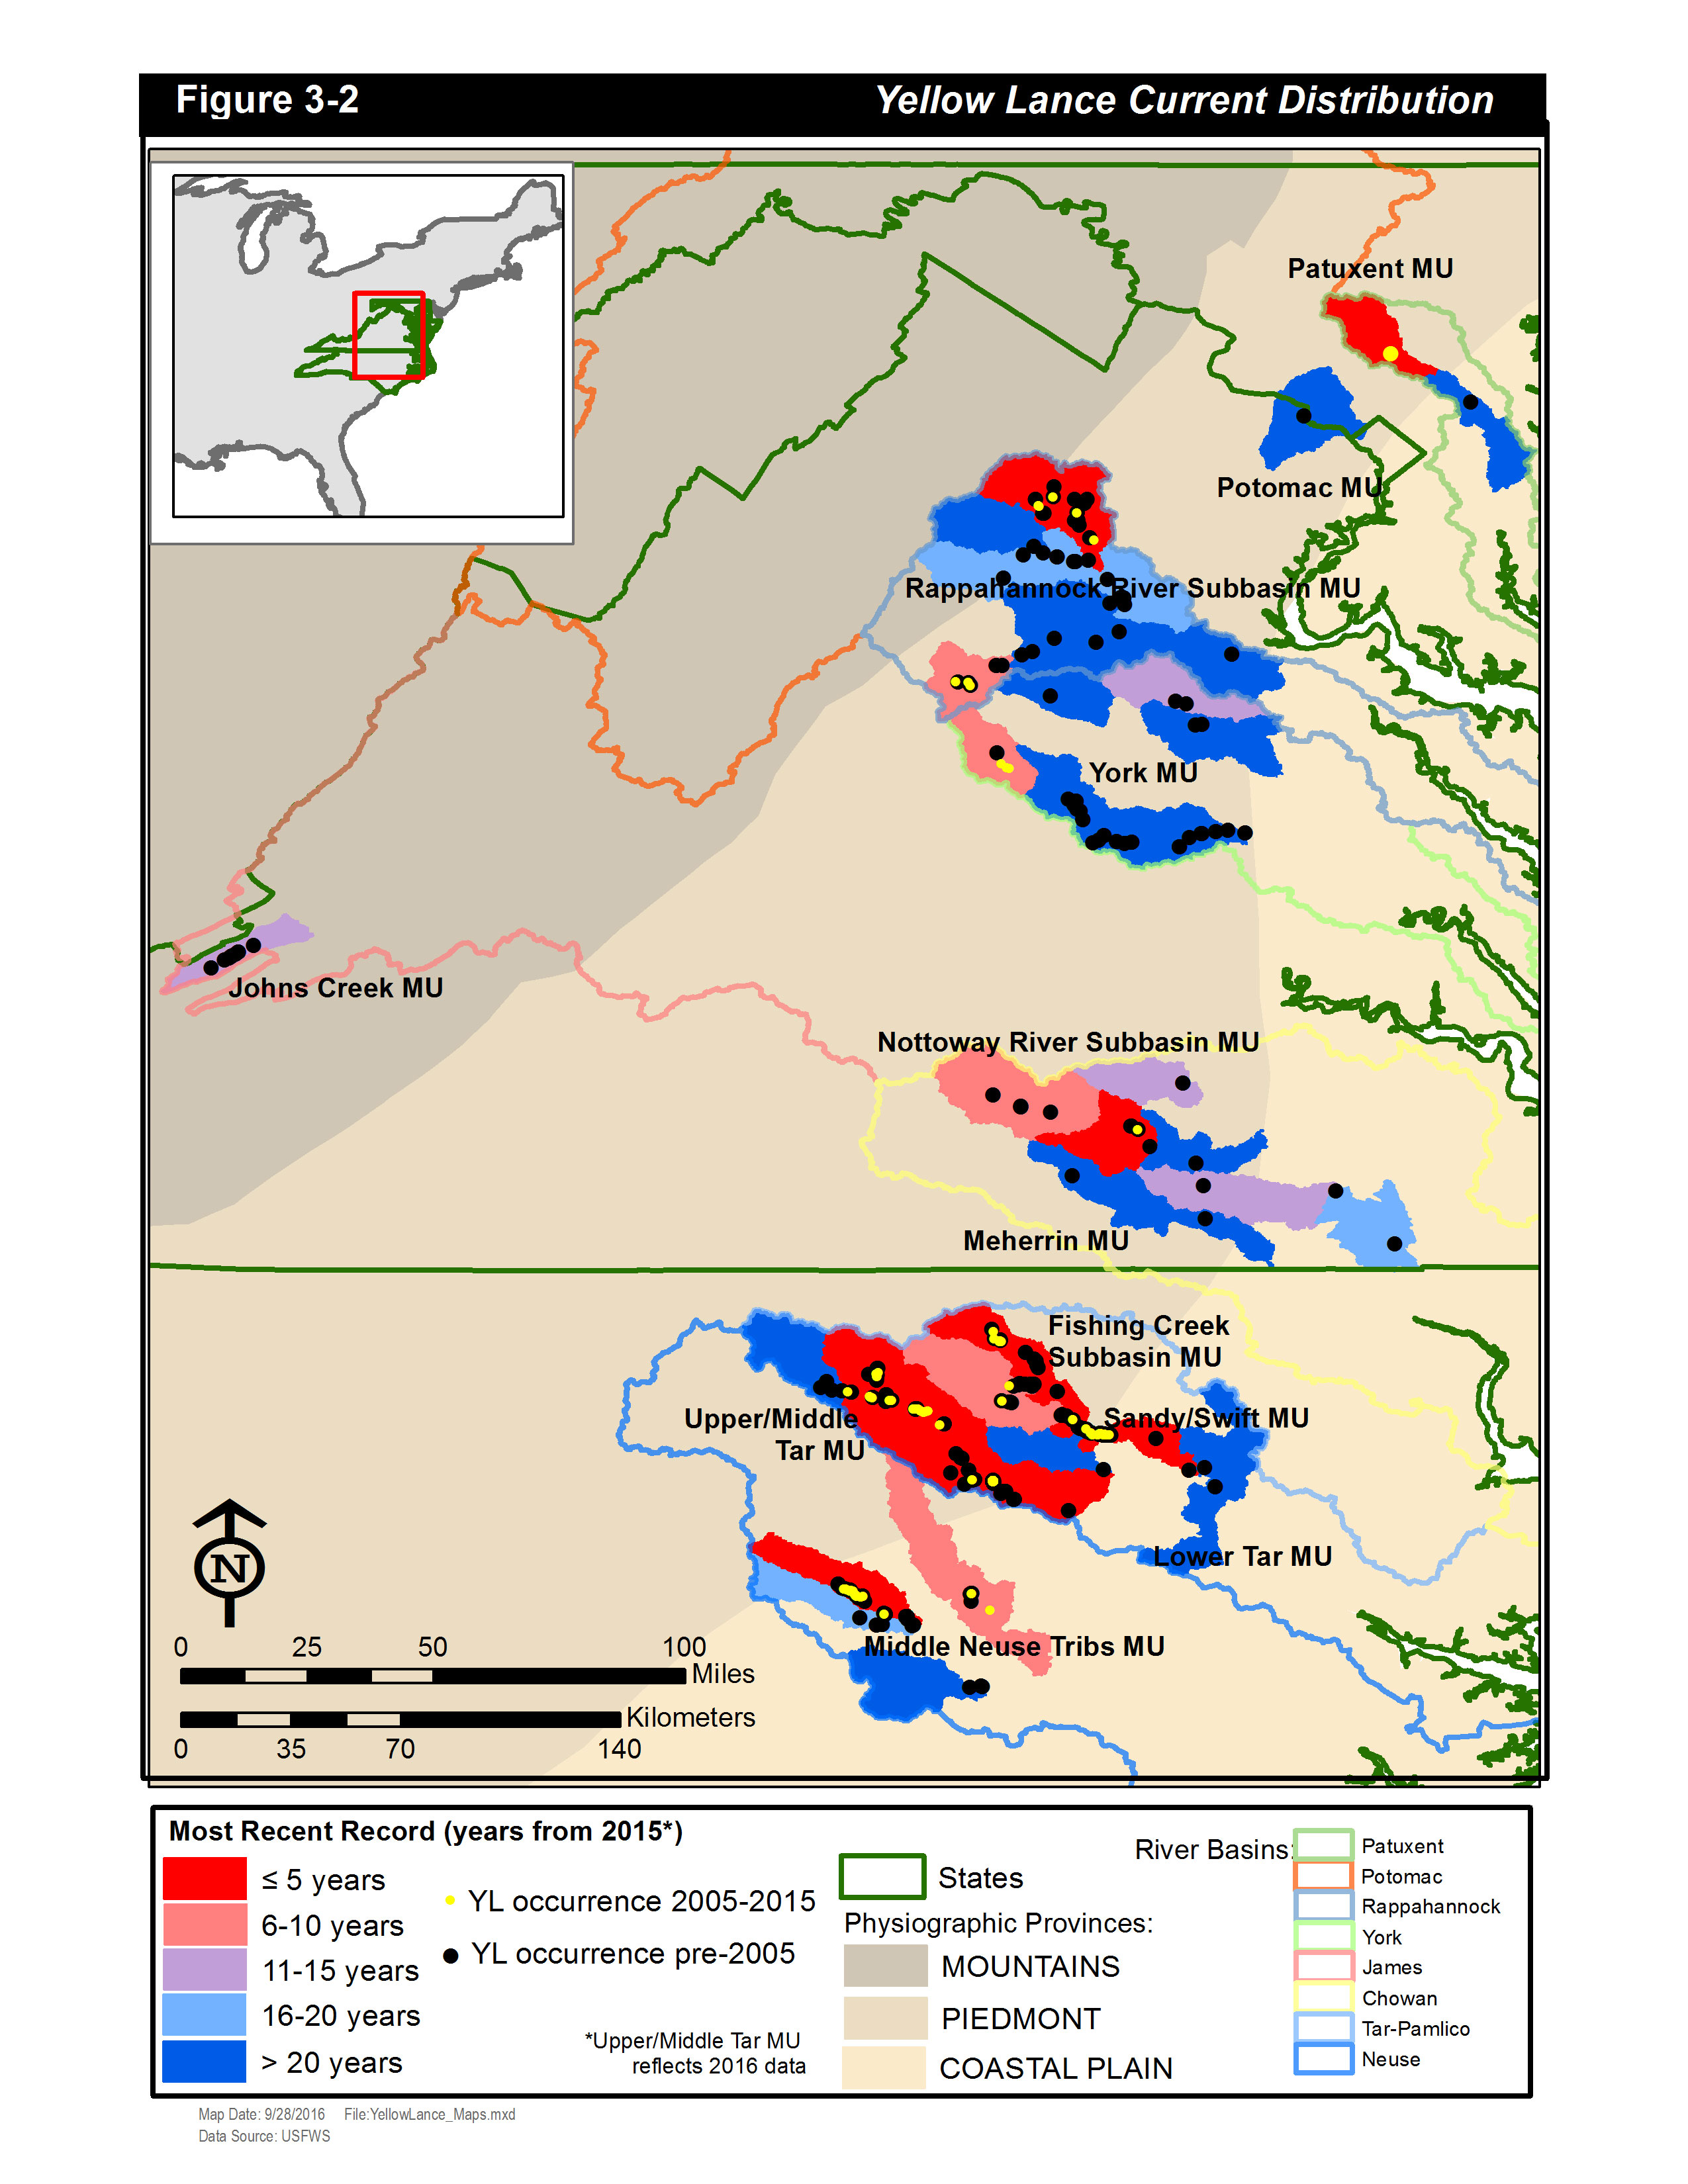 Figure 3-2 Yellow Lance Current Distribution
Patuxent MU
Potomac MU
Rappahannock River Subbasin MU
York MU
Johns Creek MU
Nottoway River Subbasin MU
Meherrin MU
Fishing Creek
Subbasin MU
Upper/Middle
Tar MU
Sandy/Swift MU
Lower Tar MU
Middle Neuse Tribs MU
N
0 25 50 100
Miles
Kilometers
0 35 70 140
Most Recent Record (years from 2015*)
≤ 5 years
6-10 years
11-15 years
16-20 years
> 20 years
YL occurrence 2005-2015
YL occurrence pre-2005
*Upper/Middle Tar MU
reflects 2016 data
States
Physiographic Provinces:
MOUNTAINS
PIEDMONT
COASTAL PLAIN
River Basins:
Patuxent
Potomac
Rappahannock
York
James
Chowan
Tar-Pamlico
Neuse
Map Date: 9/28/2016 File:YellowLance_Maps.mxd
Data Source: USFWS